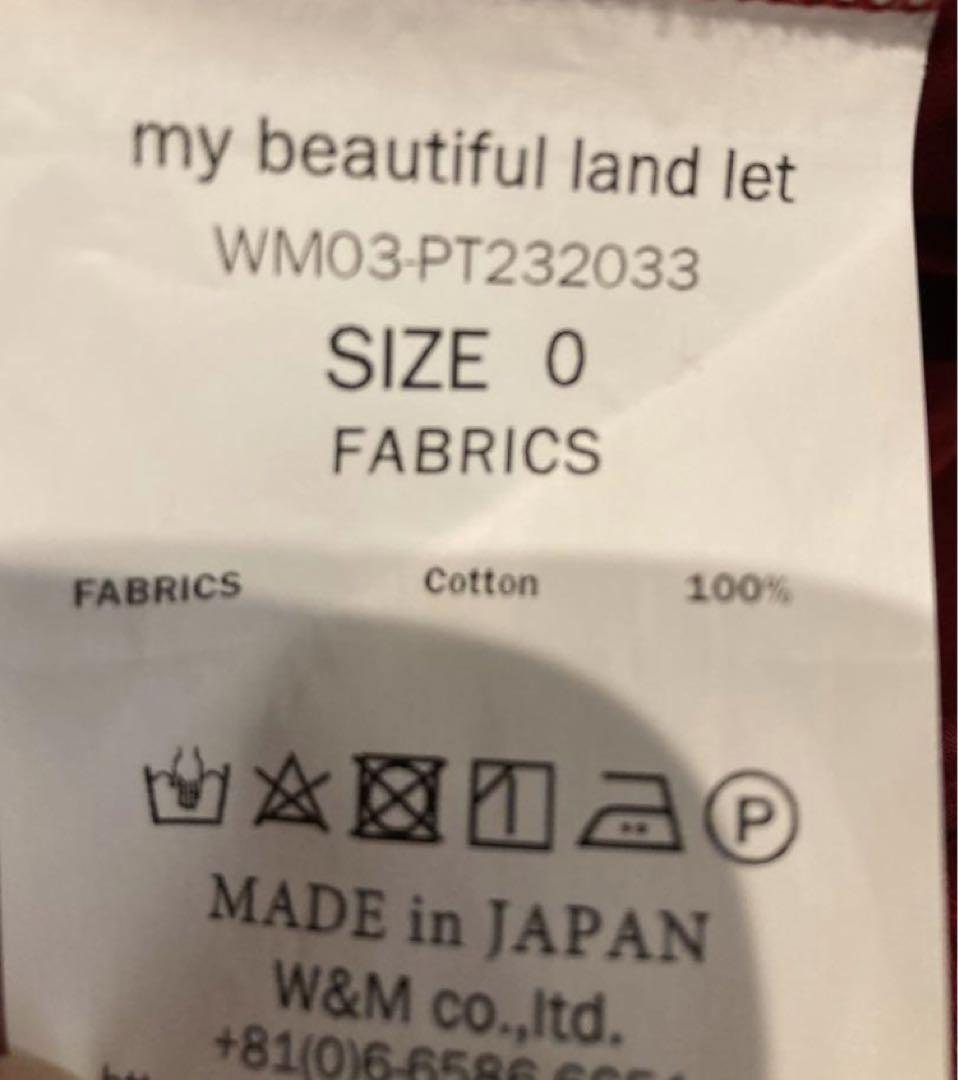 my beautiful land let
WM03-PT232033
SIZE 0
FABRICS
FABRICS Cotton 100%
P
MADE in JAPAN
W&M co.,ltd.